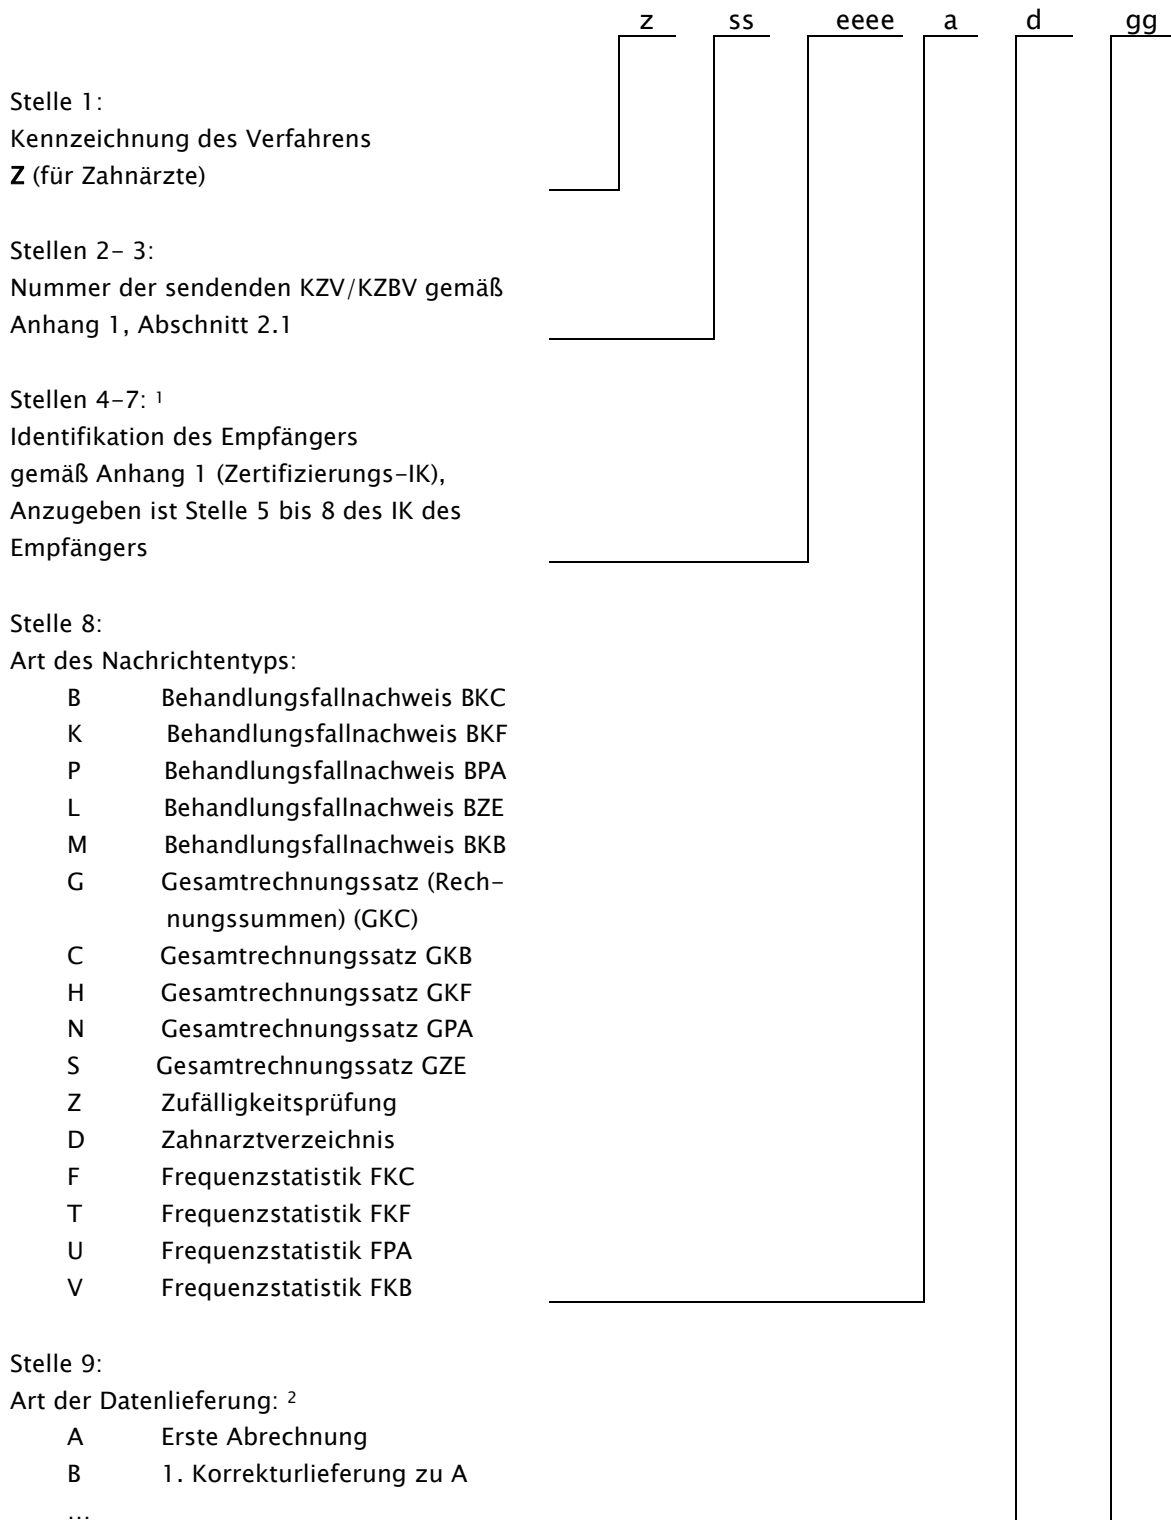 z ss eeee a d gg
Stelle 1:
Kennzeichnung des Verfahrens
Z (für Zahnärzte)
Stellen 2- 3:
Nummer der sendenden KZV/KZBV gemäß
Anhang 1, Abschnitt 2.1
Stellen 4-7: 1
Identifikation des Empfängers
gemäß Anhang 1 (Zertifizierungs-IK),
Anzugeben ist Stelle 5 bis 8 des IK des
Empfängers
Stelle 8:
Art des Nachrichtentyps:
B Behandlungsfallnachweis BKC
K Behandlungsfallnachweis BKF
P Behandlungsfallnachweis BPA
L Behandlungsfallnachweis BZE
M Behandlungsfallnachweis BKB
G Gesamtrechnungssatz (Rech-
nungssummen) (GKC)
C Gesamtrechnungssatz GKB
H Gesamtrechnungssatz GKF
N Gesamtrechnungssatz GPA
S Gesamtrechnungssatz GZE
Z Zufälligkeitsprüfung
D Zahnarztverzeichnis
F Frequenzstatistik FKC
T Frequenzstatistik FKF
U Frequenzstatistik FPA
V Frequenzstatistik FKB
Stelle 9:
Art der Datenlieferung: 2
A Erste Abrechnung
B 1. Korrekturlieferung zu A
...